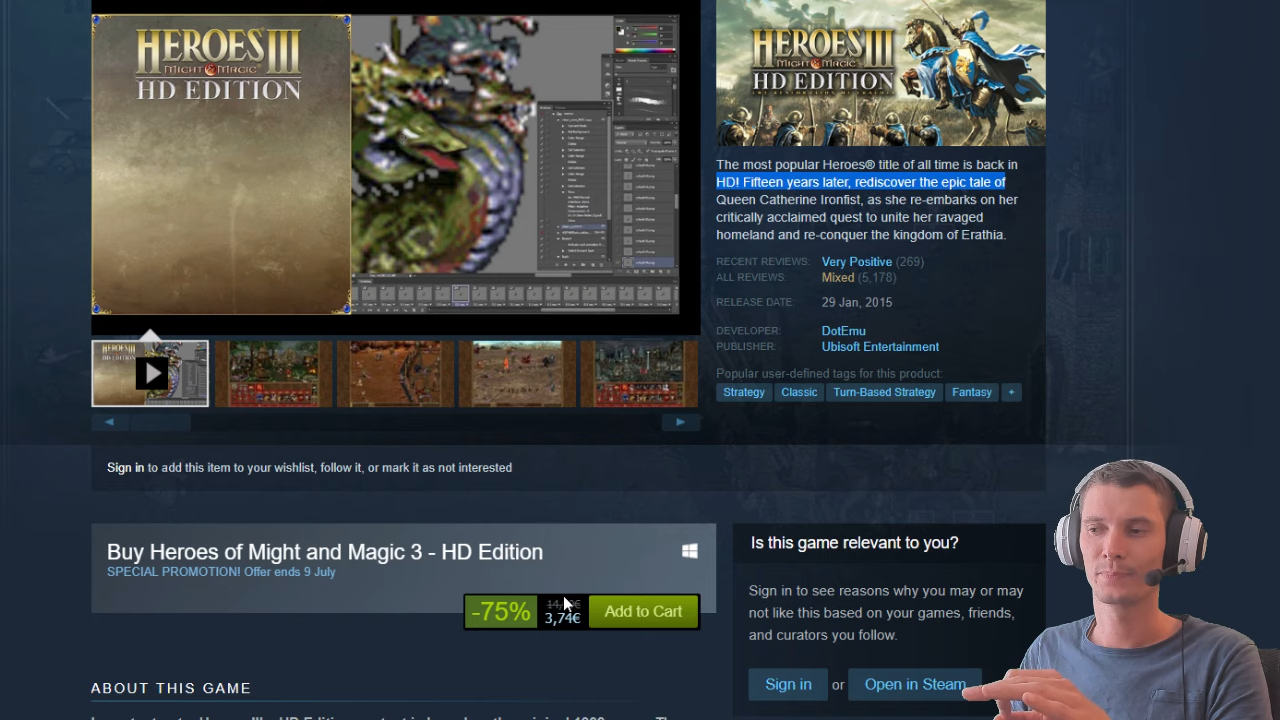 HEROES III
MIGHT & MAGIC
HD EDITION
HEROES III
MIGHT & MAGIC
HD EDITION
The most popular Heroes® title of all time is back in
HD! Fifteen years later, rediscover the epic tale of
Queen Catherine Ironfist, as she re-embarks on her
critically acclaimed quest to unite her ravaged
homeland and re-conquer the kingdom of Erathia.
RECENT REVIEWS: Very Positive (269)
ALL REVIEWS: Mixed (5,178)
RELEASE DATE: 29 Jan, 2015
DEVELOPER: DotEmu
PUBLISHER: Ubisoft Entertainment
Popular user-defined tags for this product:
Strategy Classic Turn-Based Strategy Fantasy +
Sign in to add this item to your wishlist, follow it, or mark it as not interested
Buy Heroes of Might and Magic 3 - HD Edition
SPECIAL PROMOTION! Offer ends 9 July
-75% 3,74€ Add to Cart
Is this game relevant to you?
Sign in to see reasons why you may or may
not like this based on your games, friends,
and curators you follow.
Sign in or Open in Steam
ABOUT THIS GAME